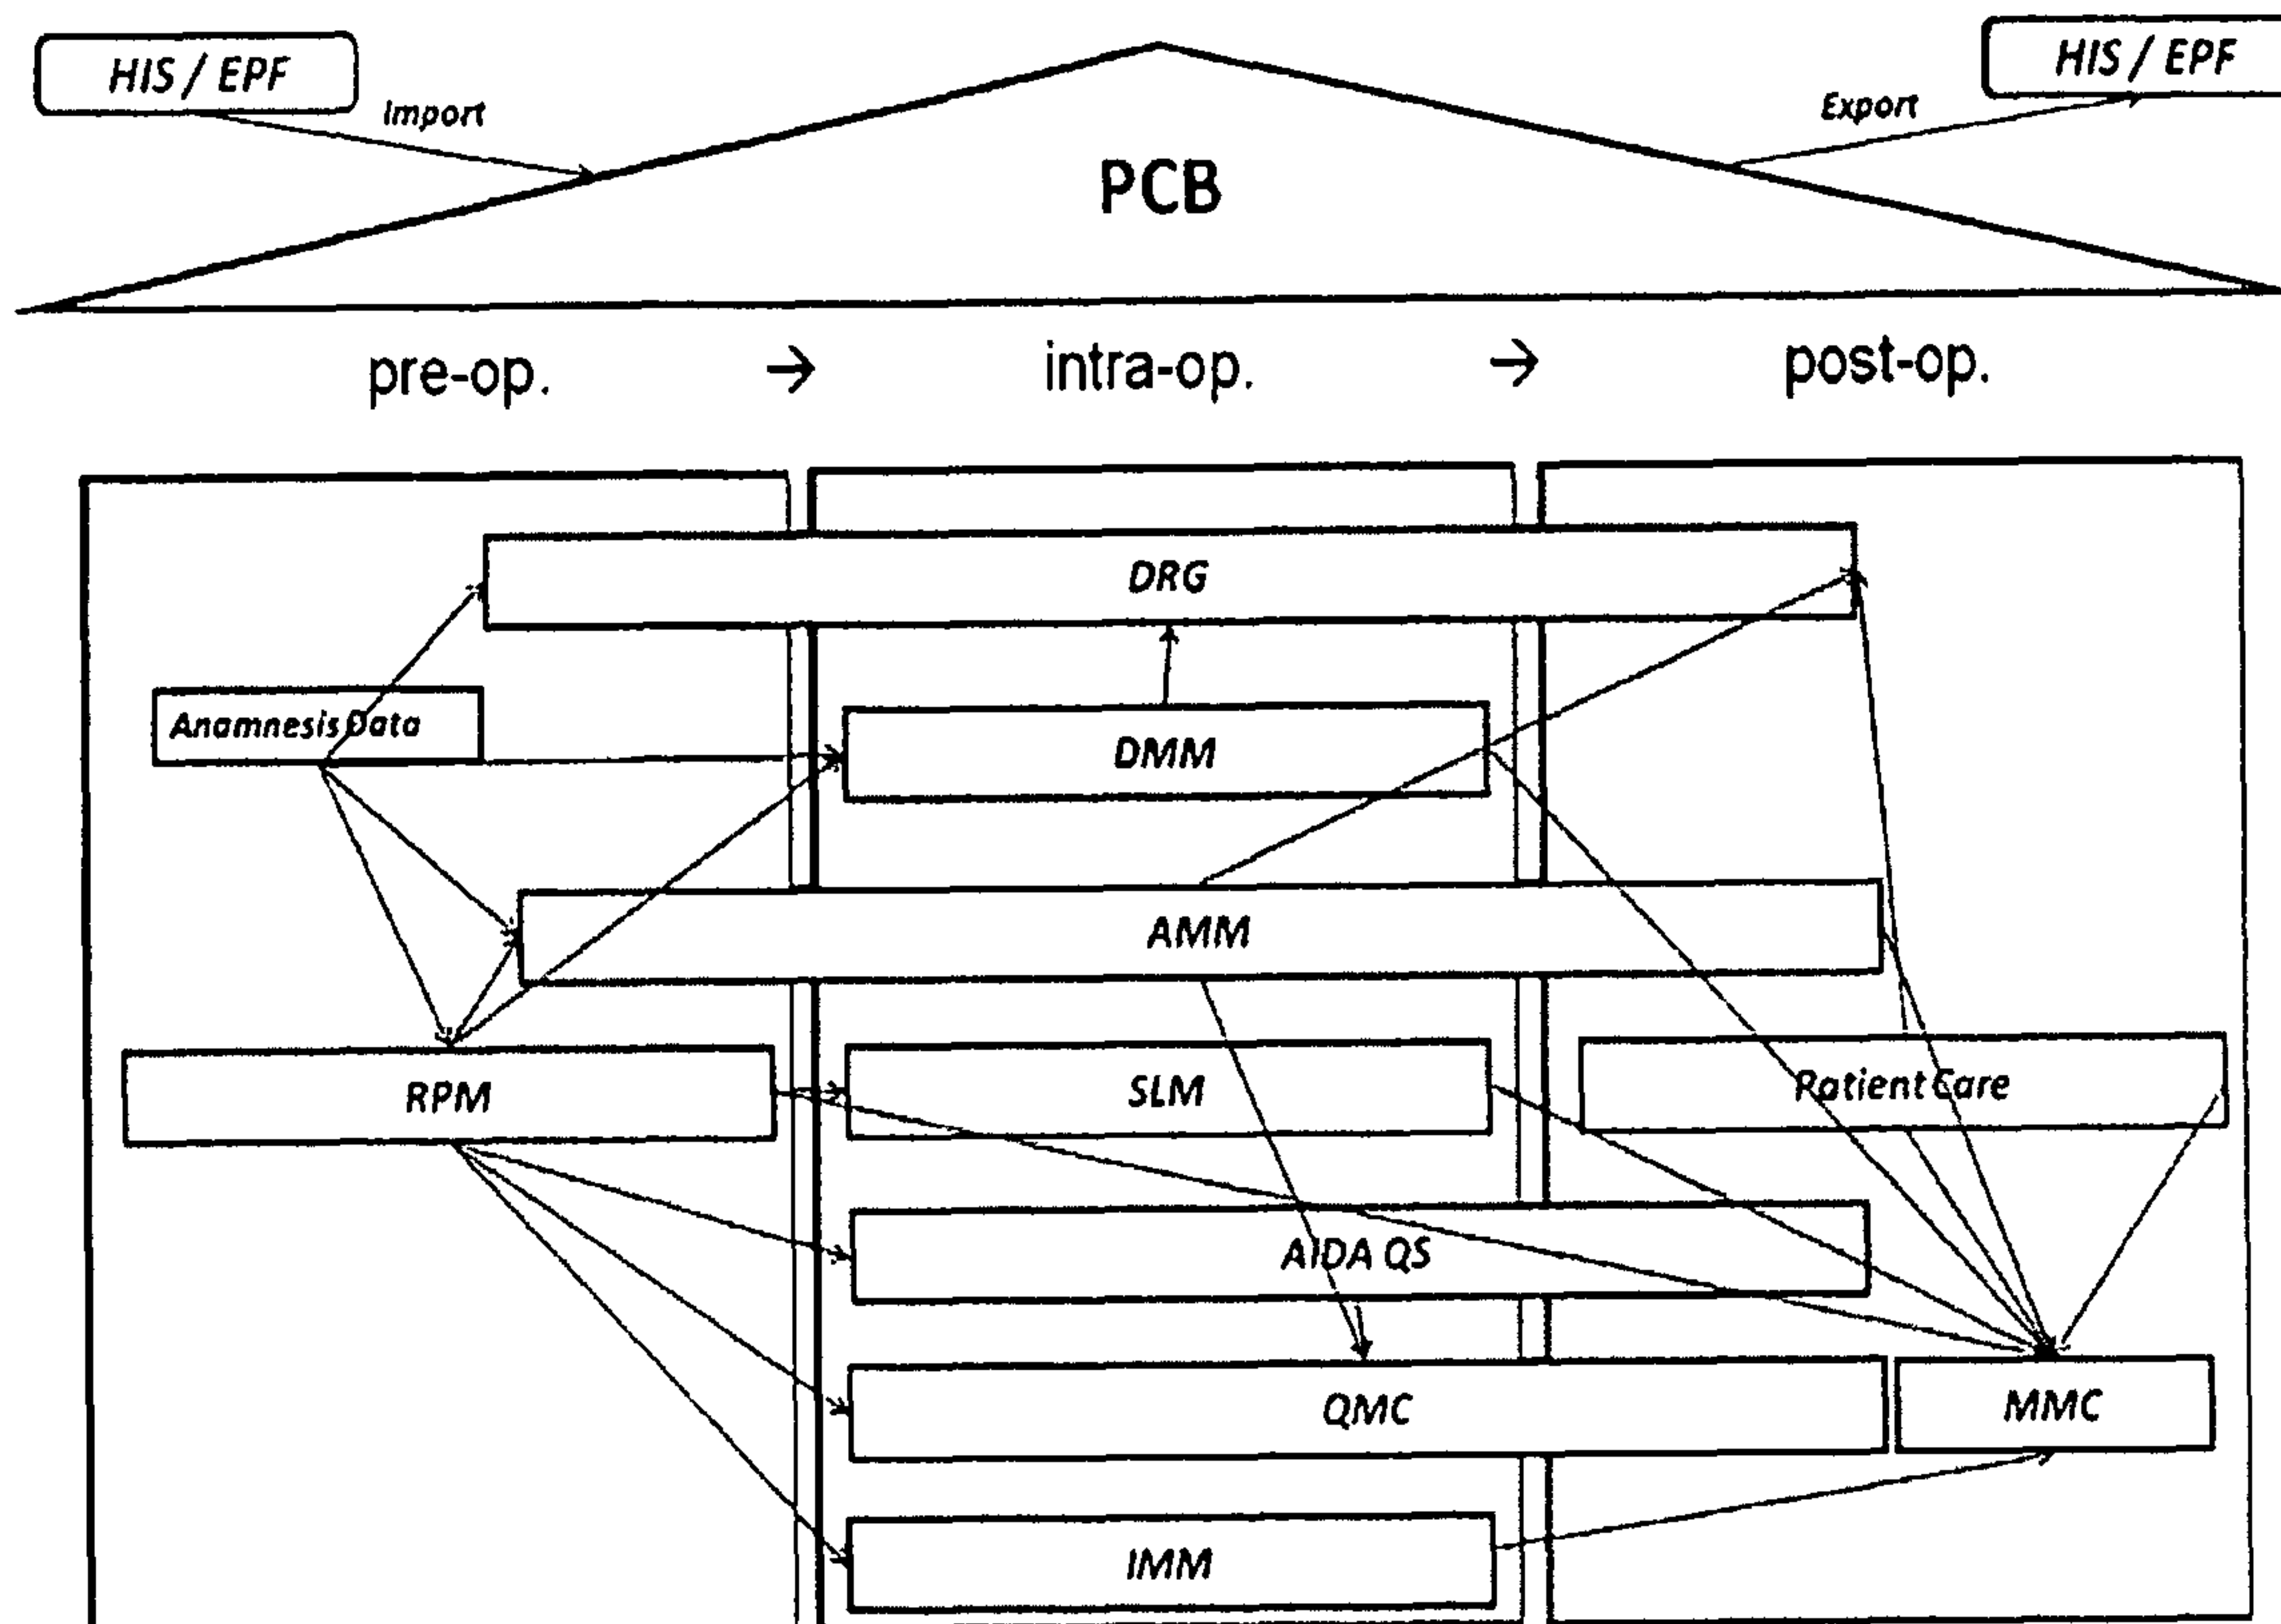 HIS / EPF
HIS / EPF
Import
Export
PCB
pre-op. → intra-op. → post-op.
DRG
Anamnesis Data
DMM
AMM
RPM
SLM
Patient Care
AIDA QS
QMC
MMC
IMM